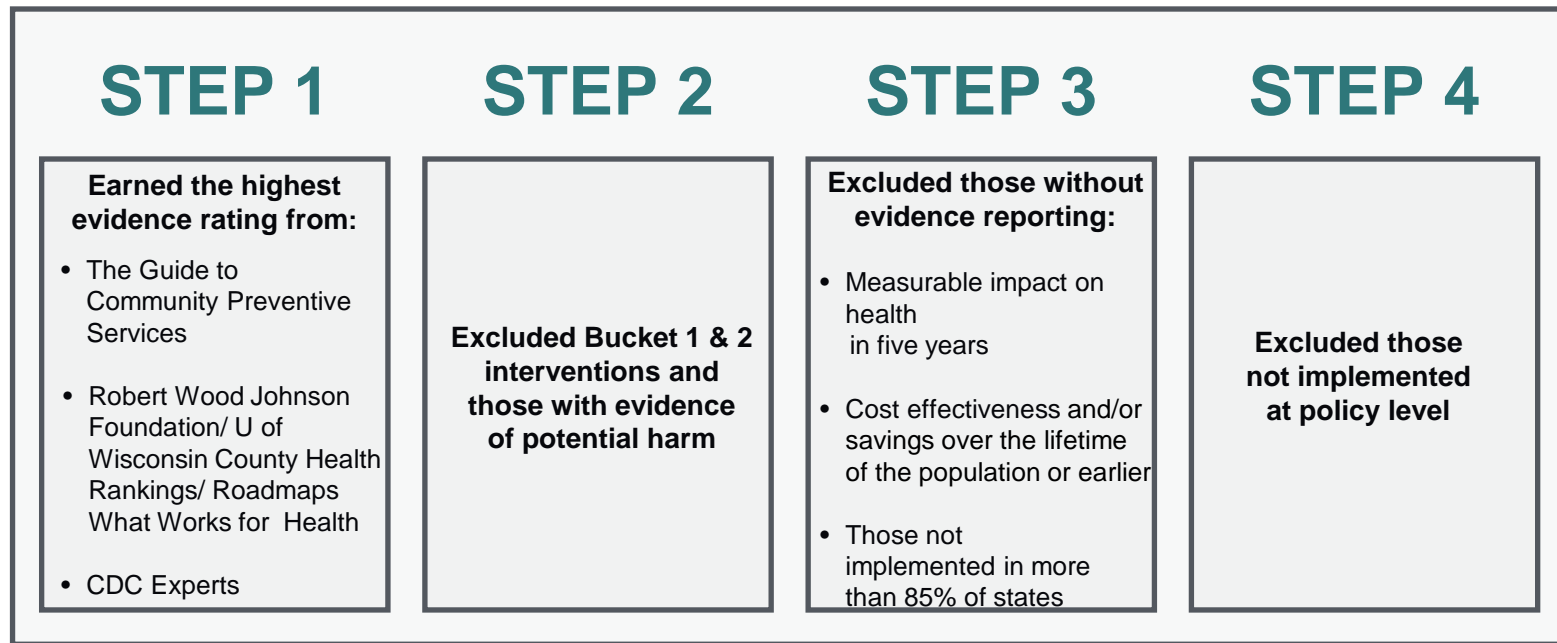 STEP 1
Earned the highest
evidence rating from:
• The Guide to
Community Preventive
Services
• Robert Wood Johnson
Foundation/ U of
Wisconsin County Health
Rankings/ Roadmaps
What Works for Health
• CDC Experts
STEP 2
Excluded Bucket 1 & 2
interventions and
those with evidence
of potential harm
STEP 3
Excluded those without
evidence reporting:
• Measurable impact on
health
in five years
• Cost effectiveness and/or
savings over the lifetime
of the population or earlier
• Those not
implemented in more
than 85% of states
STEP 4
Excluded those
not implemented
at policy level